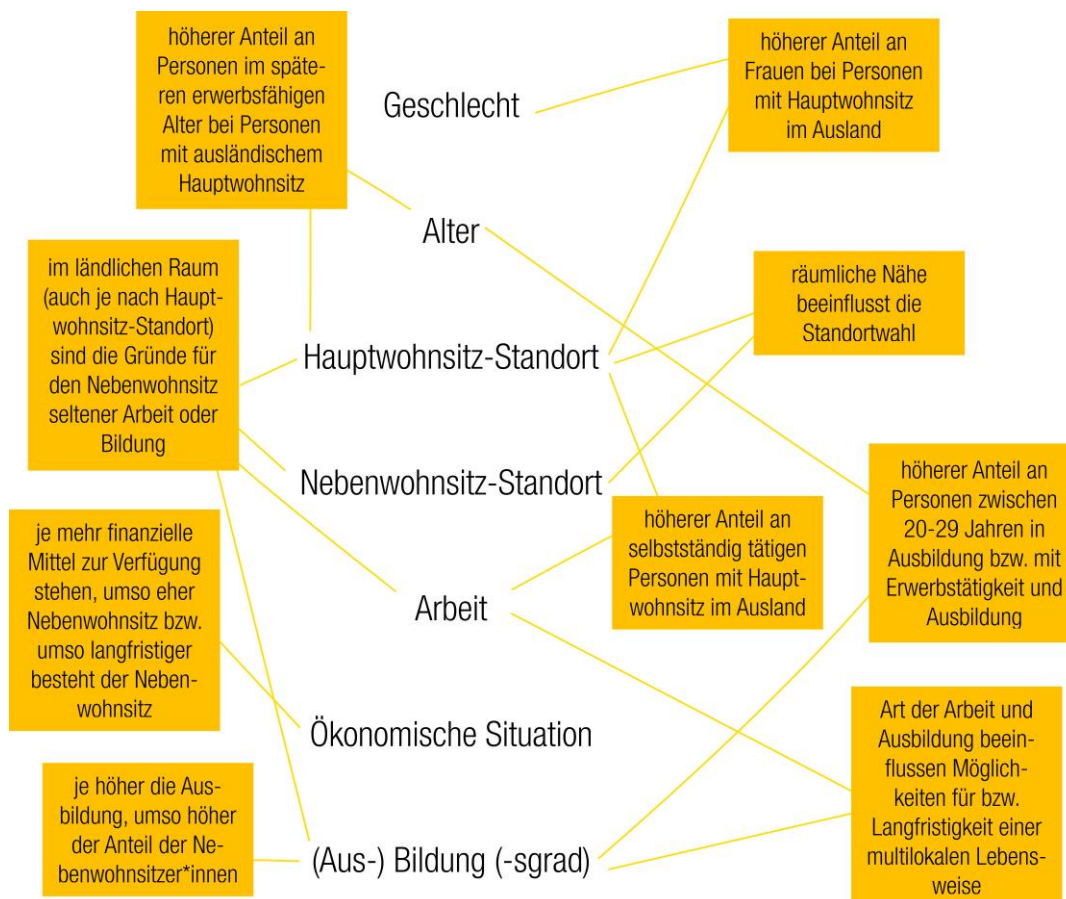 höherer Anteil an
Personen im späte-
ren erwerbsfähigen
Alter bei Personen
mit ausländischem
Hauptwohnsitz
Geschlecht
höherer Anteil an
Frauen bei Personen
mit Hauptwohnsitz
im Ausland
Alter
im ländlichen Raum
(auch je nach Haupt-
wohnsitz-Standort)
sind die Gründe für
den Nebenwohnsitz
seltener Arbeit oder
Bildung
räumliche Nähe
beeinflusst die
Standortwahl
Hauptwohnsitz-Standort
Nebenwohnsitz-Standort
höherer Anteil an
Personen zwischen
20-29 Jahren in
Ausbildung bzw. mit
Erwerbstätigkeit und
Ausbildung
je mehr finanzielle
Mittel zur Verfügung
stehen, umso eher
Nebenwohnsitz bzw.
umso langfristiger
besteht der Neben-
wohnsitz
höherer Anteil an
selbstständig tätigen
Personen mit Haupt-
wohnsitz im Ausland
Arbeit
Ökonomische Situation
Art der Arbeit und
Ausbildung beein-
flussen Möglich-
keiten für bzw.
Langfristigkeit einer
multilokalen Lebens-
weise
je höher die Aus-
bildung, umso höher
der Anteil der Ne-
benwohnsitzer*innen
(Aus-) Bildung (-sgrad)